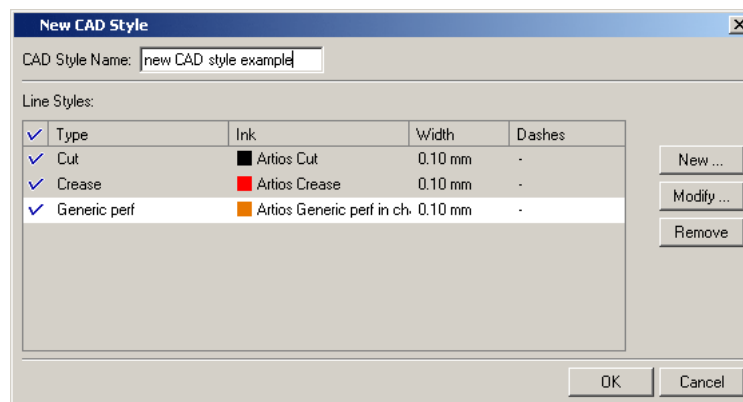 New CAD Style
CAD Style Name: new CAD style example
Line Styles:
Type Ink Width Dashes
Cut Artios Cut 0.10 mm -
Crease Artios Crease 0.10 mm -
Generic perf Artios Generic perf in 0.10 mm -
New ...
Modify ...
Remove
OK Cancel